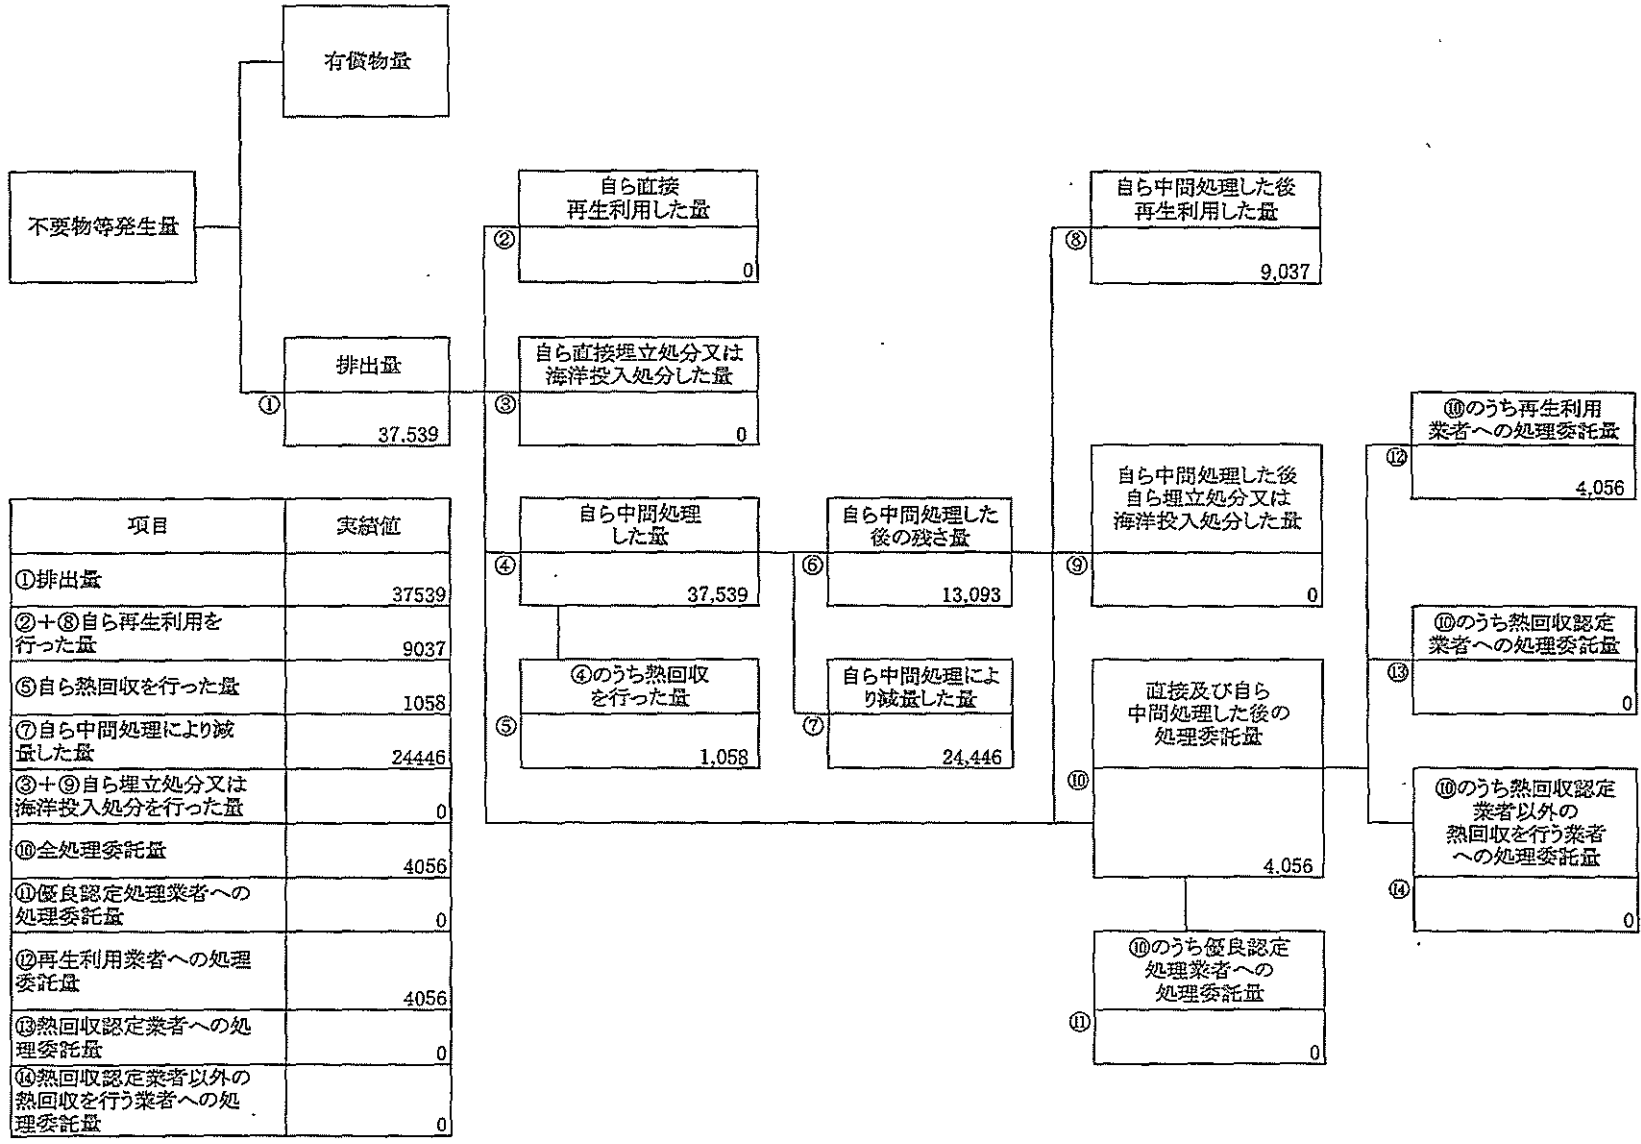 有償物量
不要物等発生量
自ら直接
再生利用した量
②
0
自ら中間処理した後
再生利用した量
⑧
9,037
排出量
①
37,539
自ら直接埋立処分又は
海洋投入処分した量
③
0
⑩のうち再生利用
業者への処理委託量
⑫
4,056
自ら中間処理
した量
④
37,539
自ら中間処理した
後の残さ量
⑥
13,093
自ら中間処理した後
自ら埋立処分又は
海洋投入処分した量
⑨
0
④のうち熱回収
を行った量
⑤
1,058
自ら中間処理によ
り減量した量
⑦
24,446
直接及び自ら
中間処理した後の
処理委託量
⑩
4,056
⑩のうち熱回収認定
業者への処理委託量
⑬
0
⑩のうち熱回収認定
業者以外の
熱回収を行う業者
への処理委託量
⑭
0
⑩のうち優良認定
処理業者への
処理委託量
⑪
0
項目 実績値
①排出量 37539
②+⑧自ら再生利用を
行った量 9037
⑤自ら熱回収を行った量 1058
⑦自ら中間処理により減
量した量 24446
③+⑨自ら埋立処分又は
海洋投入処分を行った量 0
⑩全処理委託量 4056
⑪優良認定処理業者への
処理委託量 0
⑫再生利用業者への処理
委託量 4056
⑬熱回収認定業者への処
理委託量 0
⑭熱回収認定業者以外の
熱回収を行う業者への処
理委託量 0